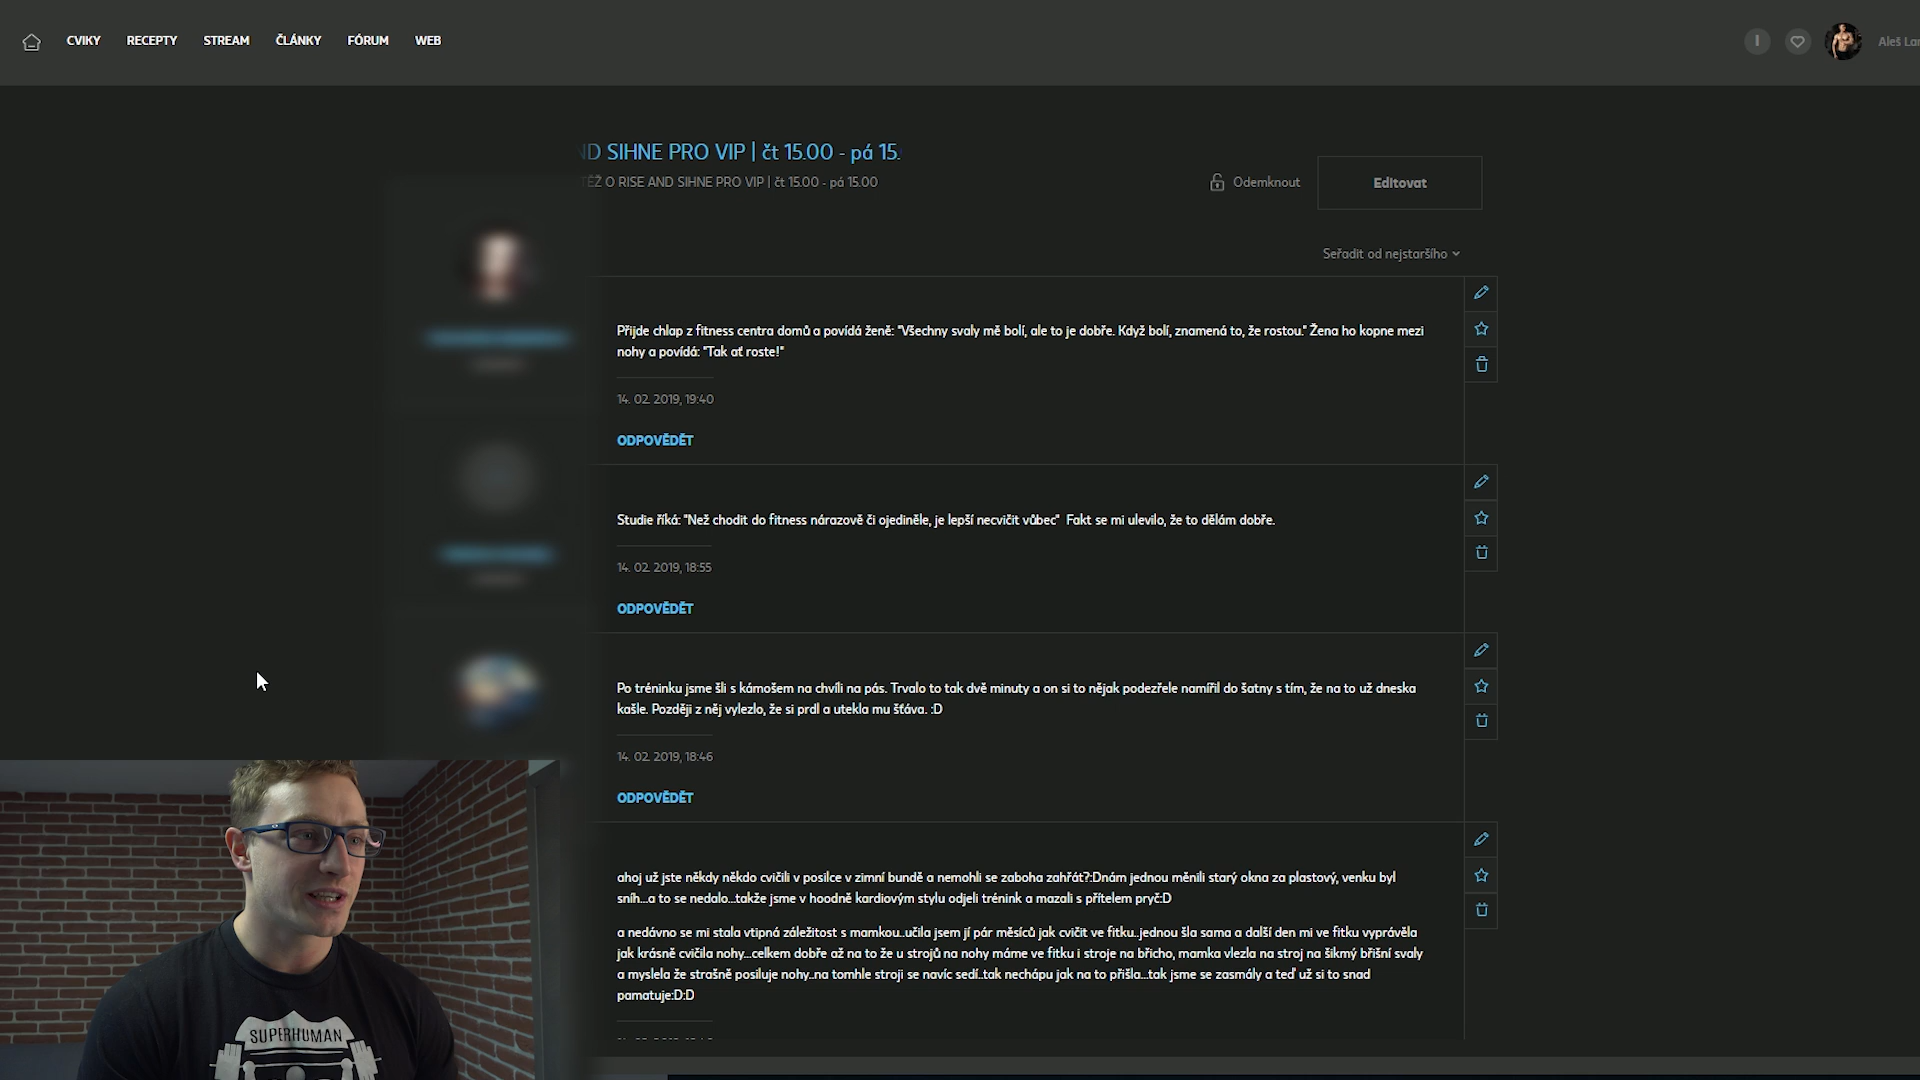 CVIKY RECEPTY STREAM ČLÁNKY FÓRUM WEB
Aleš
SIHNE PRO VIP | čt 15.00 - pá 15.
O RISE AND SIHNE PRO VIP | čt 15.00 - pá 15.00
Odemknout
Editovat
Seřadit od nejstaršího
Přijde chlap z fitness centra domů a povídá ženě: "Všechny svaly mě bolí, ale to je dobře. Když bolí, znamená to, že rostou." Žena ho kopne mezi
nohy a povídá: "Tak ať roste!"
14. 02. 2019, 19:40
ODPOVĚDĚT
Studie říká: "Než chodit do fitness nárazově či ojediněle, je lepší necvičit vůbec" Fakt se mi ulevilo, že to dělám dobře.
14. 02. 2019, 18:55
ODPOVĚDĚT
Po tréninku jsme šli s kámošem na chvíli na pás. Trvalo to tak dvě minuty a on si to nějak podezřele namířil do šatny s tím, že na to už dneska
kašle. Později z něj vylezlo, že si prdl a utekla mu šťáva. :D
14. 02. 2019, 18:46
ODPOVĚDĚT
ahoj už jste někdy někdo cvičili v posilce v zimní bundě a nemohli se zaboha zahřát?:Dnám jednou měnili starý okna za plastový, venku byl
sníh...a to se nedalo...takže jsme v hoodně kardiovým stylu odjeli trénink a mazali s přítelem pryč:D
a nedávno se mi stala vtipná záležitost s mamkou..učila jsem jí pár měsíců jak cvičit ve fitku..jednou šla sama a další den mi ve fitku vyprávěla
jak krásně cvičila nohy...celkem dobře až na to že u strojů na nohy máme ve fitku i stroje na břicho, mamka vlezla na stroj na šikmý břišní svaly
a myslela že strašně posiluje nohy..na tomhle stroji se navíc sedí..tak nechápu jak na to přišla...tak jsme se zasmály a teď už si to snad
pamatuje:D:D
SUPERHUMAN